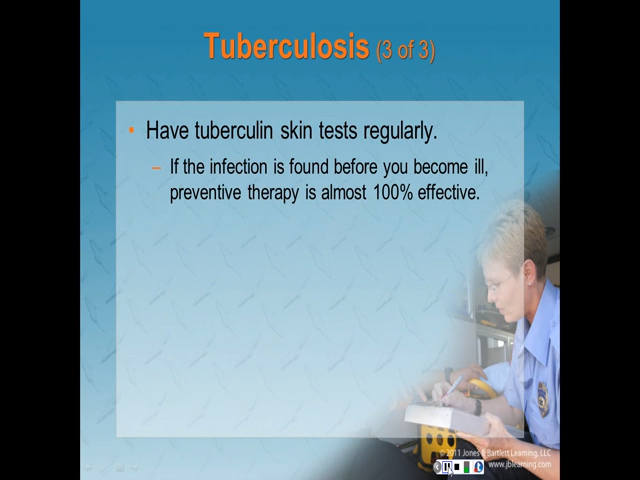 Tuberculosis (3 of 3)
• Have tuberculin skin tests regularly.
– If the infection is found before you become ill,
preventive therapy is almost 100% effective.
© 2011 Jones & Bartlett Learning, LLC
www.jblearning.com